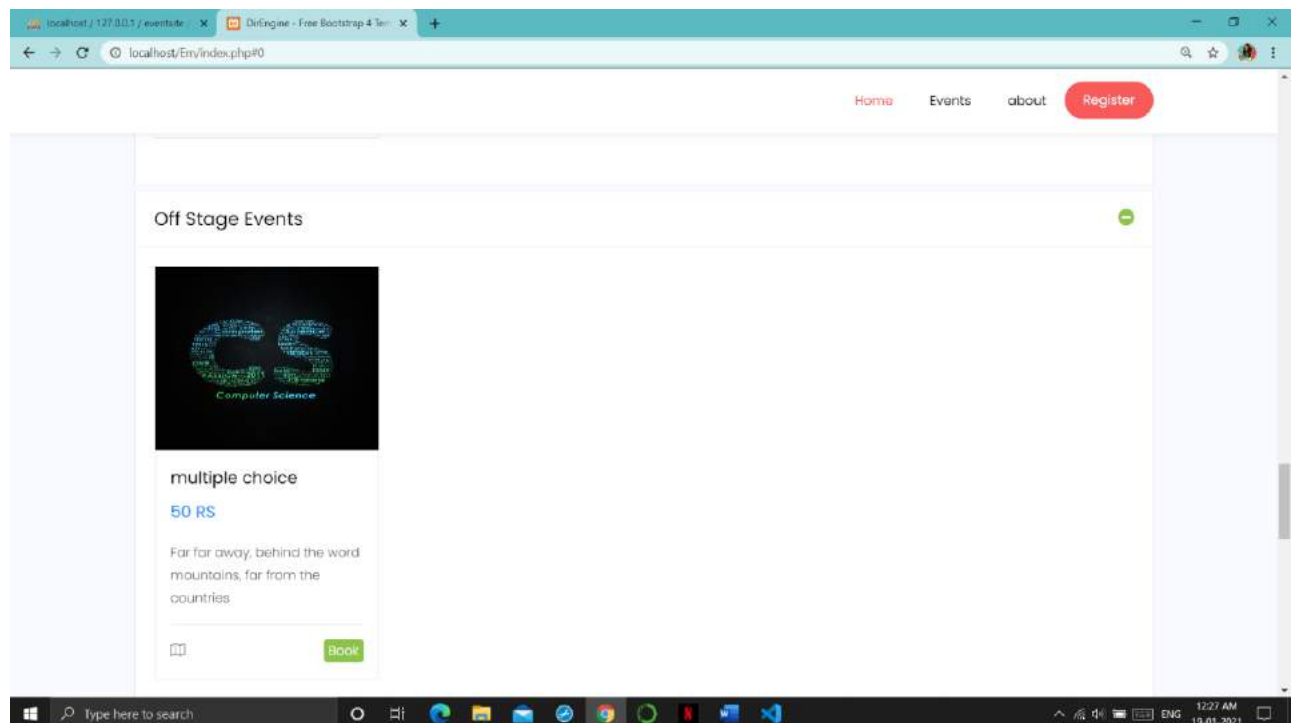 localhost / 127.0.0.1 / eventsite /
DirEngine - Free Bootstrap 4 Tem
localhost/Em/index.php#0
Home Events about Register
Off Stage Events
CS
Computer Science
multiple choice
50 RS
Far far away, behind the word
mountains, far from the
countries
Book
Type here to search
ENG
12:27 AM